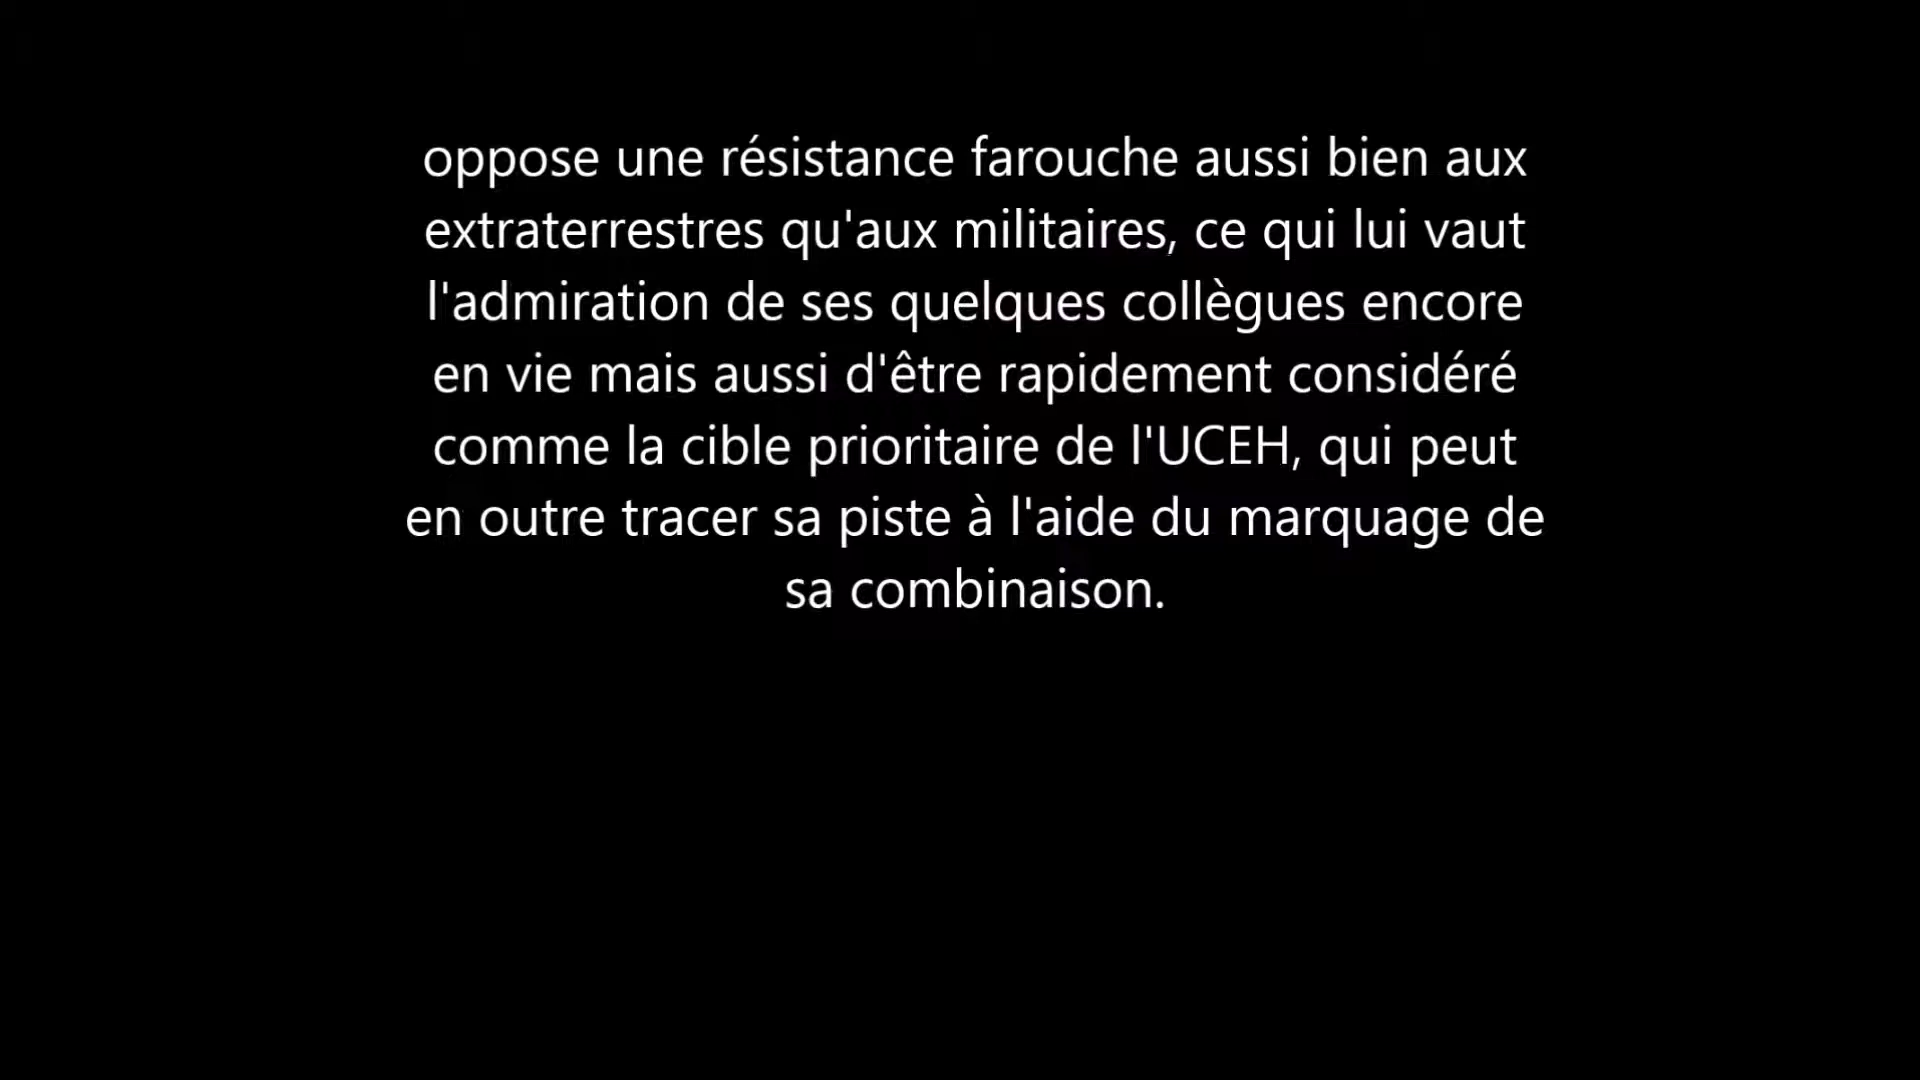 oppose une résistance farouche aussi bien aux
extraterrestres qu'aux militaires, ce qui lui vaut
l'admiration de ses quelques collègues encore
en vie mais aussi d'être rapidement considéré
comme la cible prioritaire de l'UCEH, qui peut
en outre tracer sa piste à l'aide du marquage de
sa combinaison.